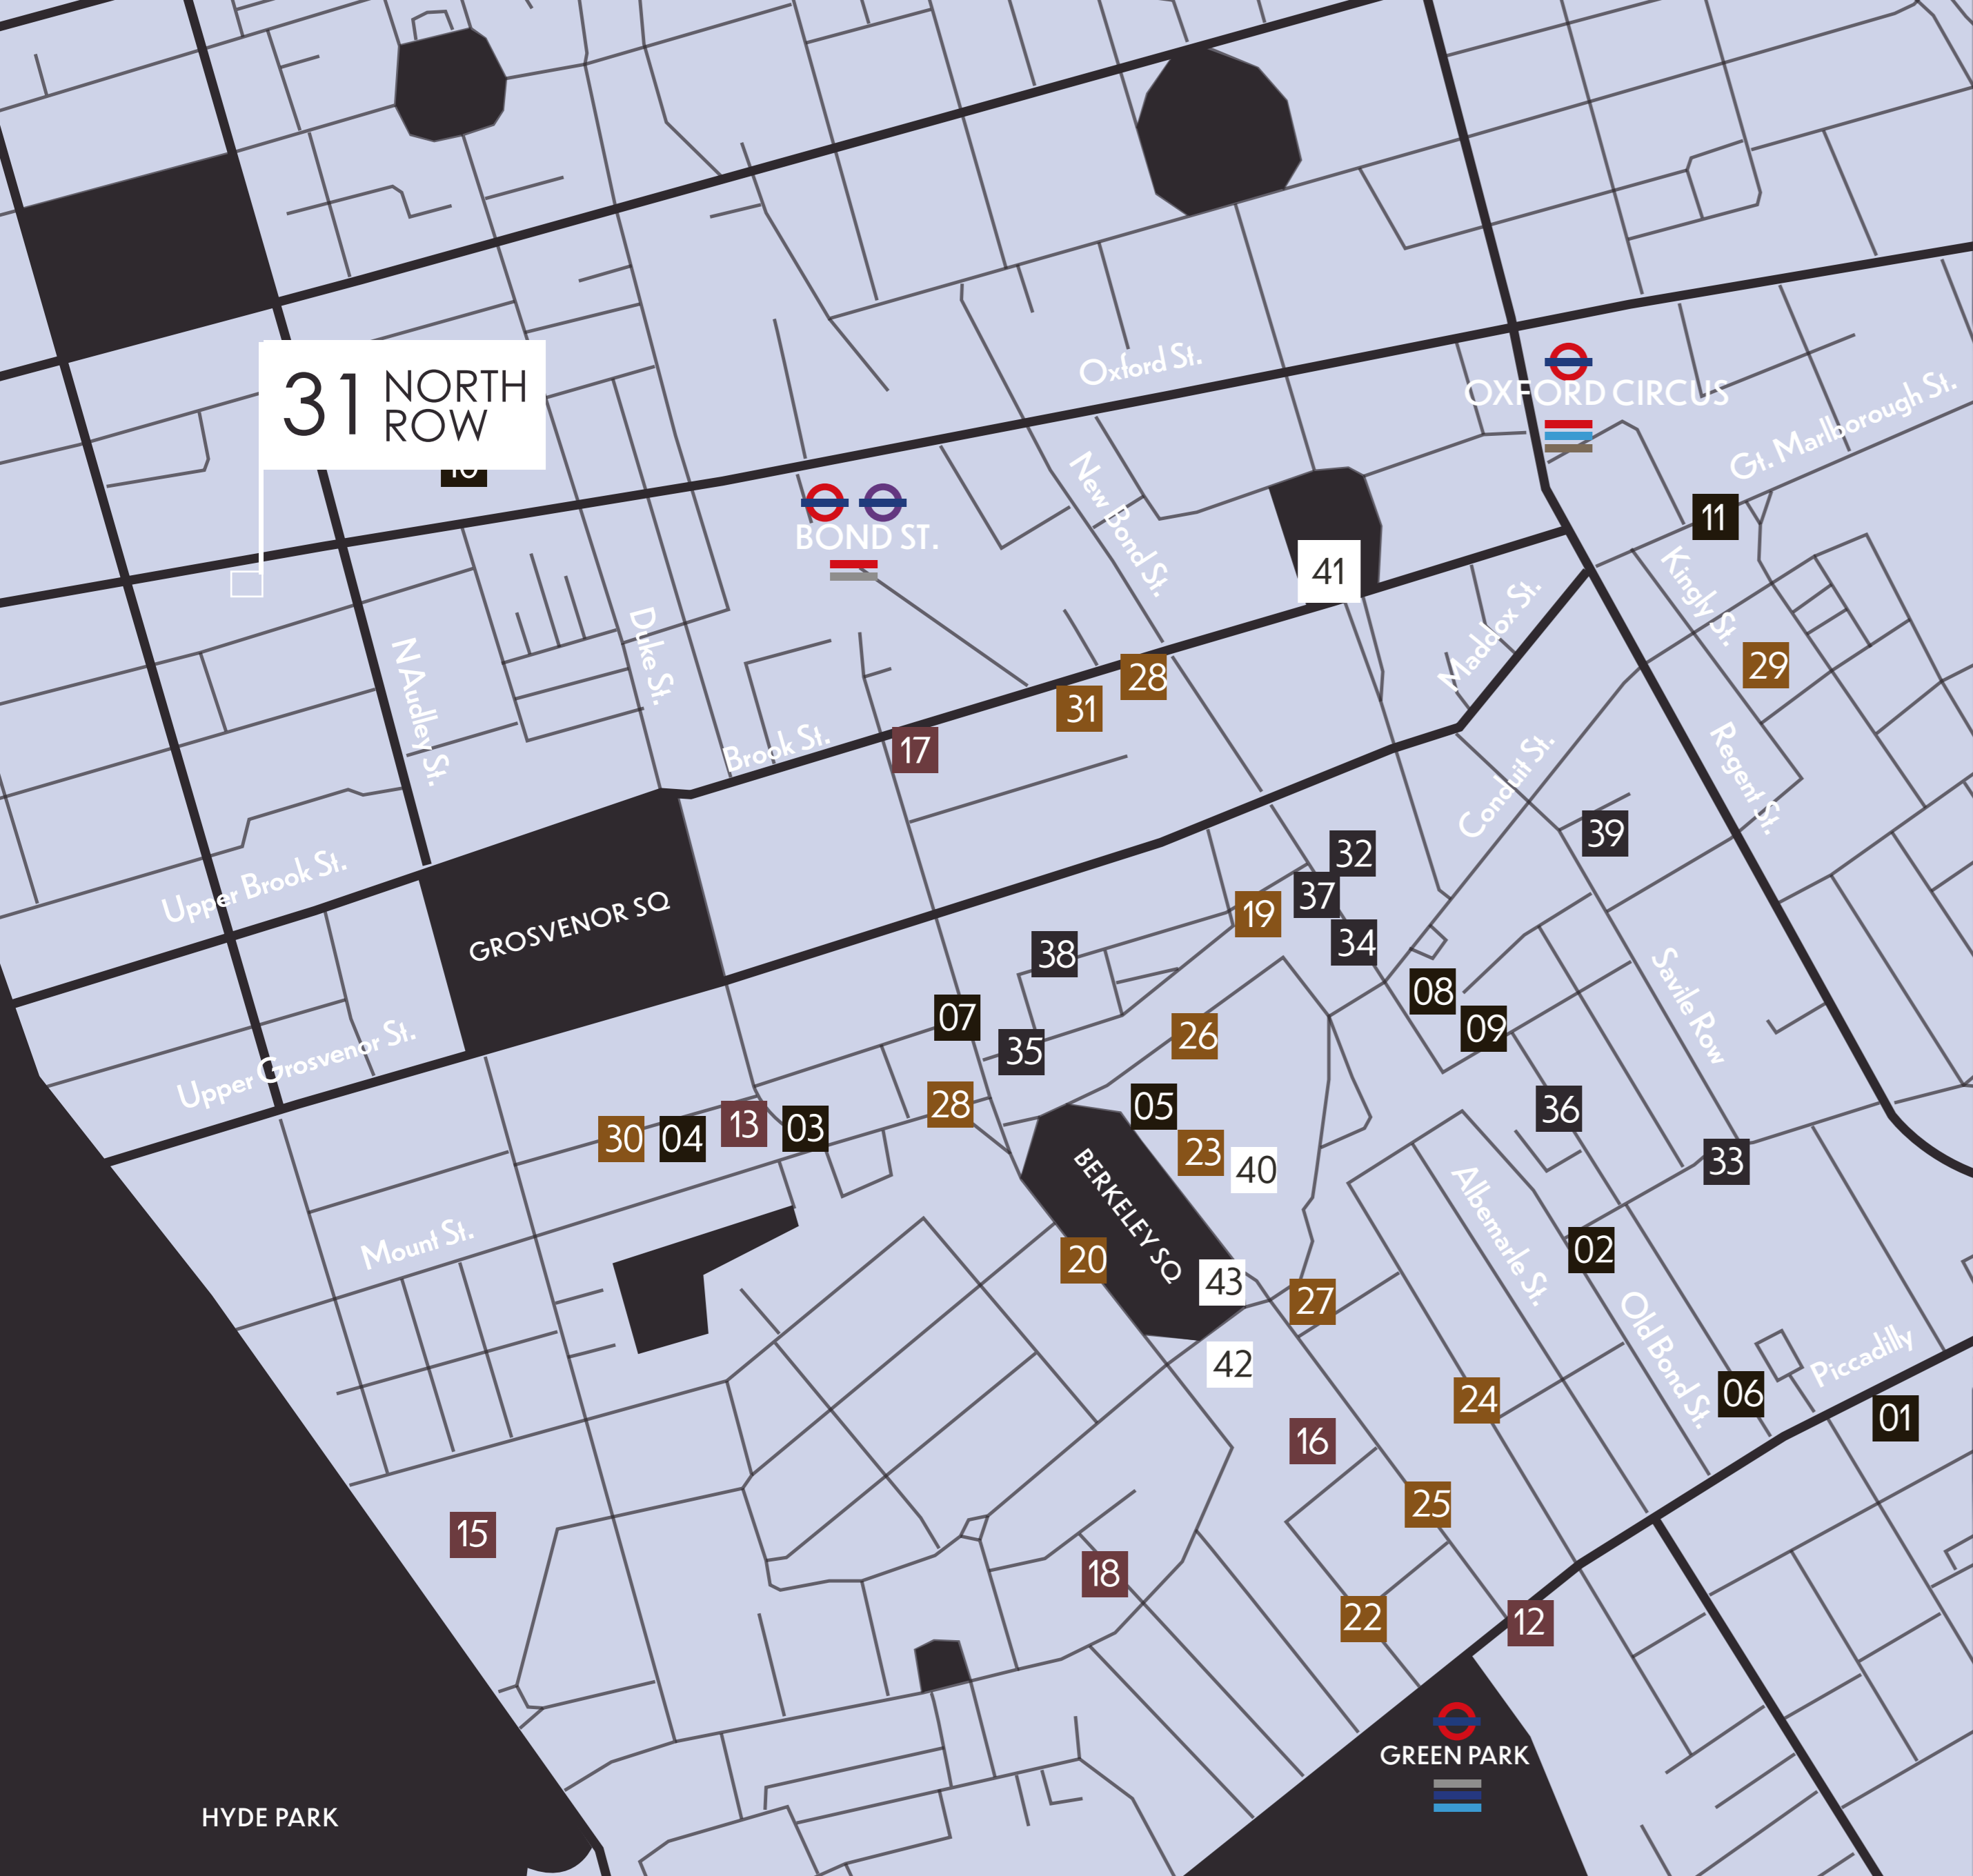 Oxford St.
OXFORD CIRCUS
31 NORTH
ROW
Gt. Marlborough St.
New Bond St.
BOND ST.
11
41
Kingly St.
Maddox St.
Duke St.
N Audley St.
29
28
31
17
Brook St.
Regent St.
Conduit St.
39
32
Upper Brook St.
37
GROSVENOR SQ
19
34
38
08
07
09
26
35
Savile Row
Upper Grosvenor St.
28
05
36
13
03
30
04
23
40
33
BERKELEY SQ
Albemarle St.
Mount St.
02
20
43
27
Old Bond St.
42
Piccadilly
06
24
01
16
25
15
18
22
12
GREEN PARK
HYDE PARK